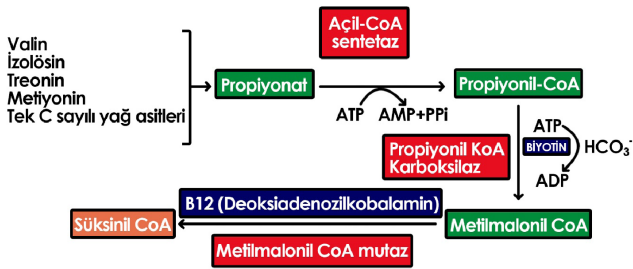 Valin
İzolösin
Treonin
Metiyonin
Tek C sayılı yağ asitleri
Propiyonat
Açil-CoA
sentetaz
ATP
AMP+PPi
Propiyonil-CoA
Propiyonil KoA
Karboksilaz
ATP
BİYOTİN
HCO₃⁻
ADP
Metilmalonil CoA
B12 (Deoksiadenozilkobalamin)
Metilmalonil CoA mutaz
Süksinil CoA